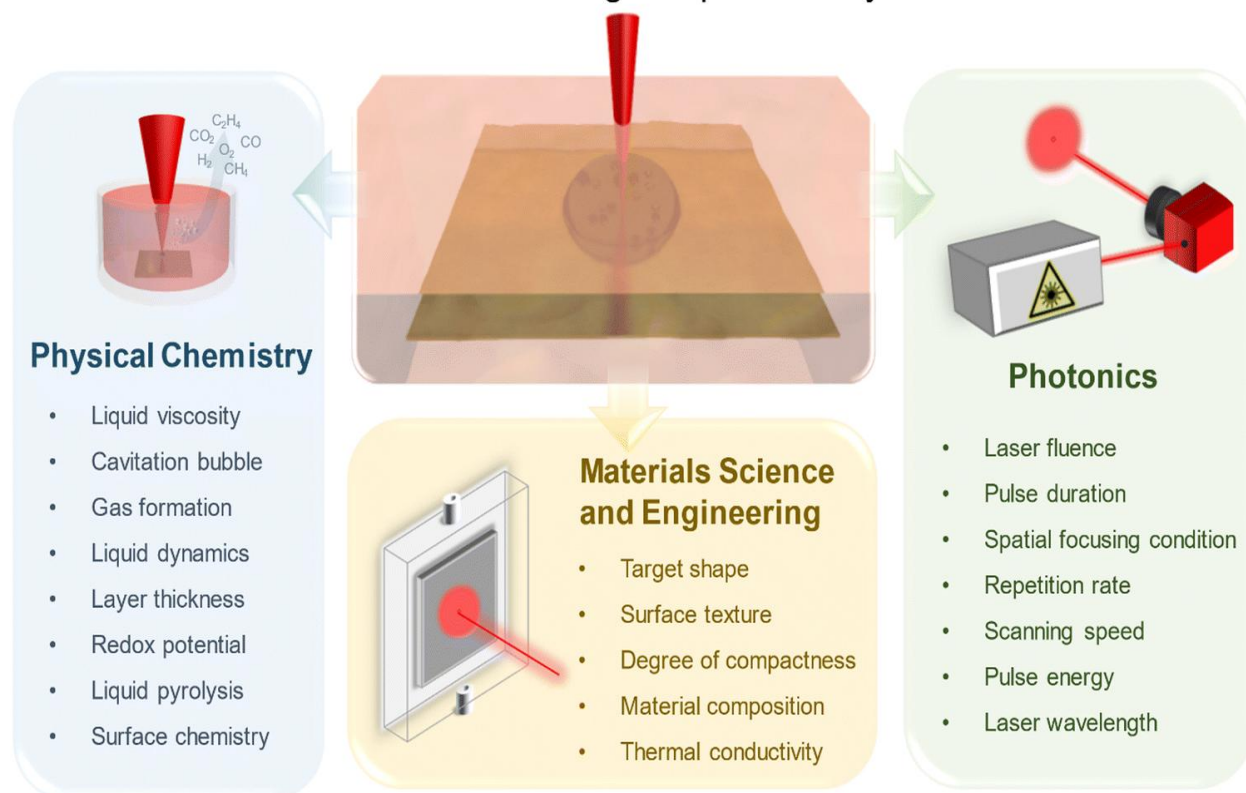 C₂H₄
CO₂
CO
O₂
H₂
CH₄
Physical Chemistry
• Liquid viscosity
• Cavitation bubble
• Gas formation
• Liquid dynamics
• Layer thickness
• Redox potential
• Liquid pyrolysis
• Surface chemistry
Materials Science
and Engineering
• Target shape
• Surface texture
• Degree of compactness
• Material composition
• Thermal conductivity
Photonics
• Laser fluence
• Pulse duration
• Spatial focusing condition
• Repetition rate
• Scanning speed
• Pulse energy
• Laser wavelength